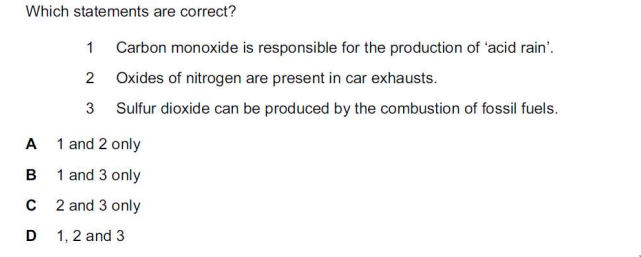 Which statements are correct?
1 Carbon monoxide is responsible for the production of ‘acid rain’.
2 Oxides of nitrogen are present in car exhausts.
3 Sulfur dioxide can be produced by the combustion of fossil fuels.
A 1 and 2 only
B 1 and 3 only
C 2 and 3 only
D 1, 2 and 3